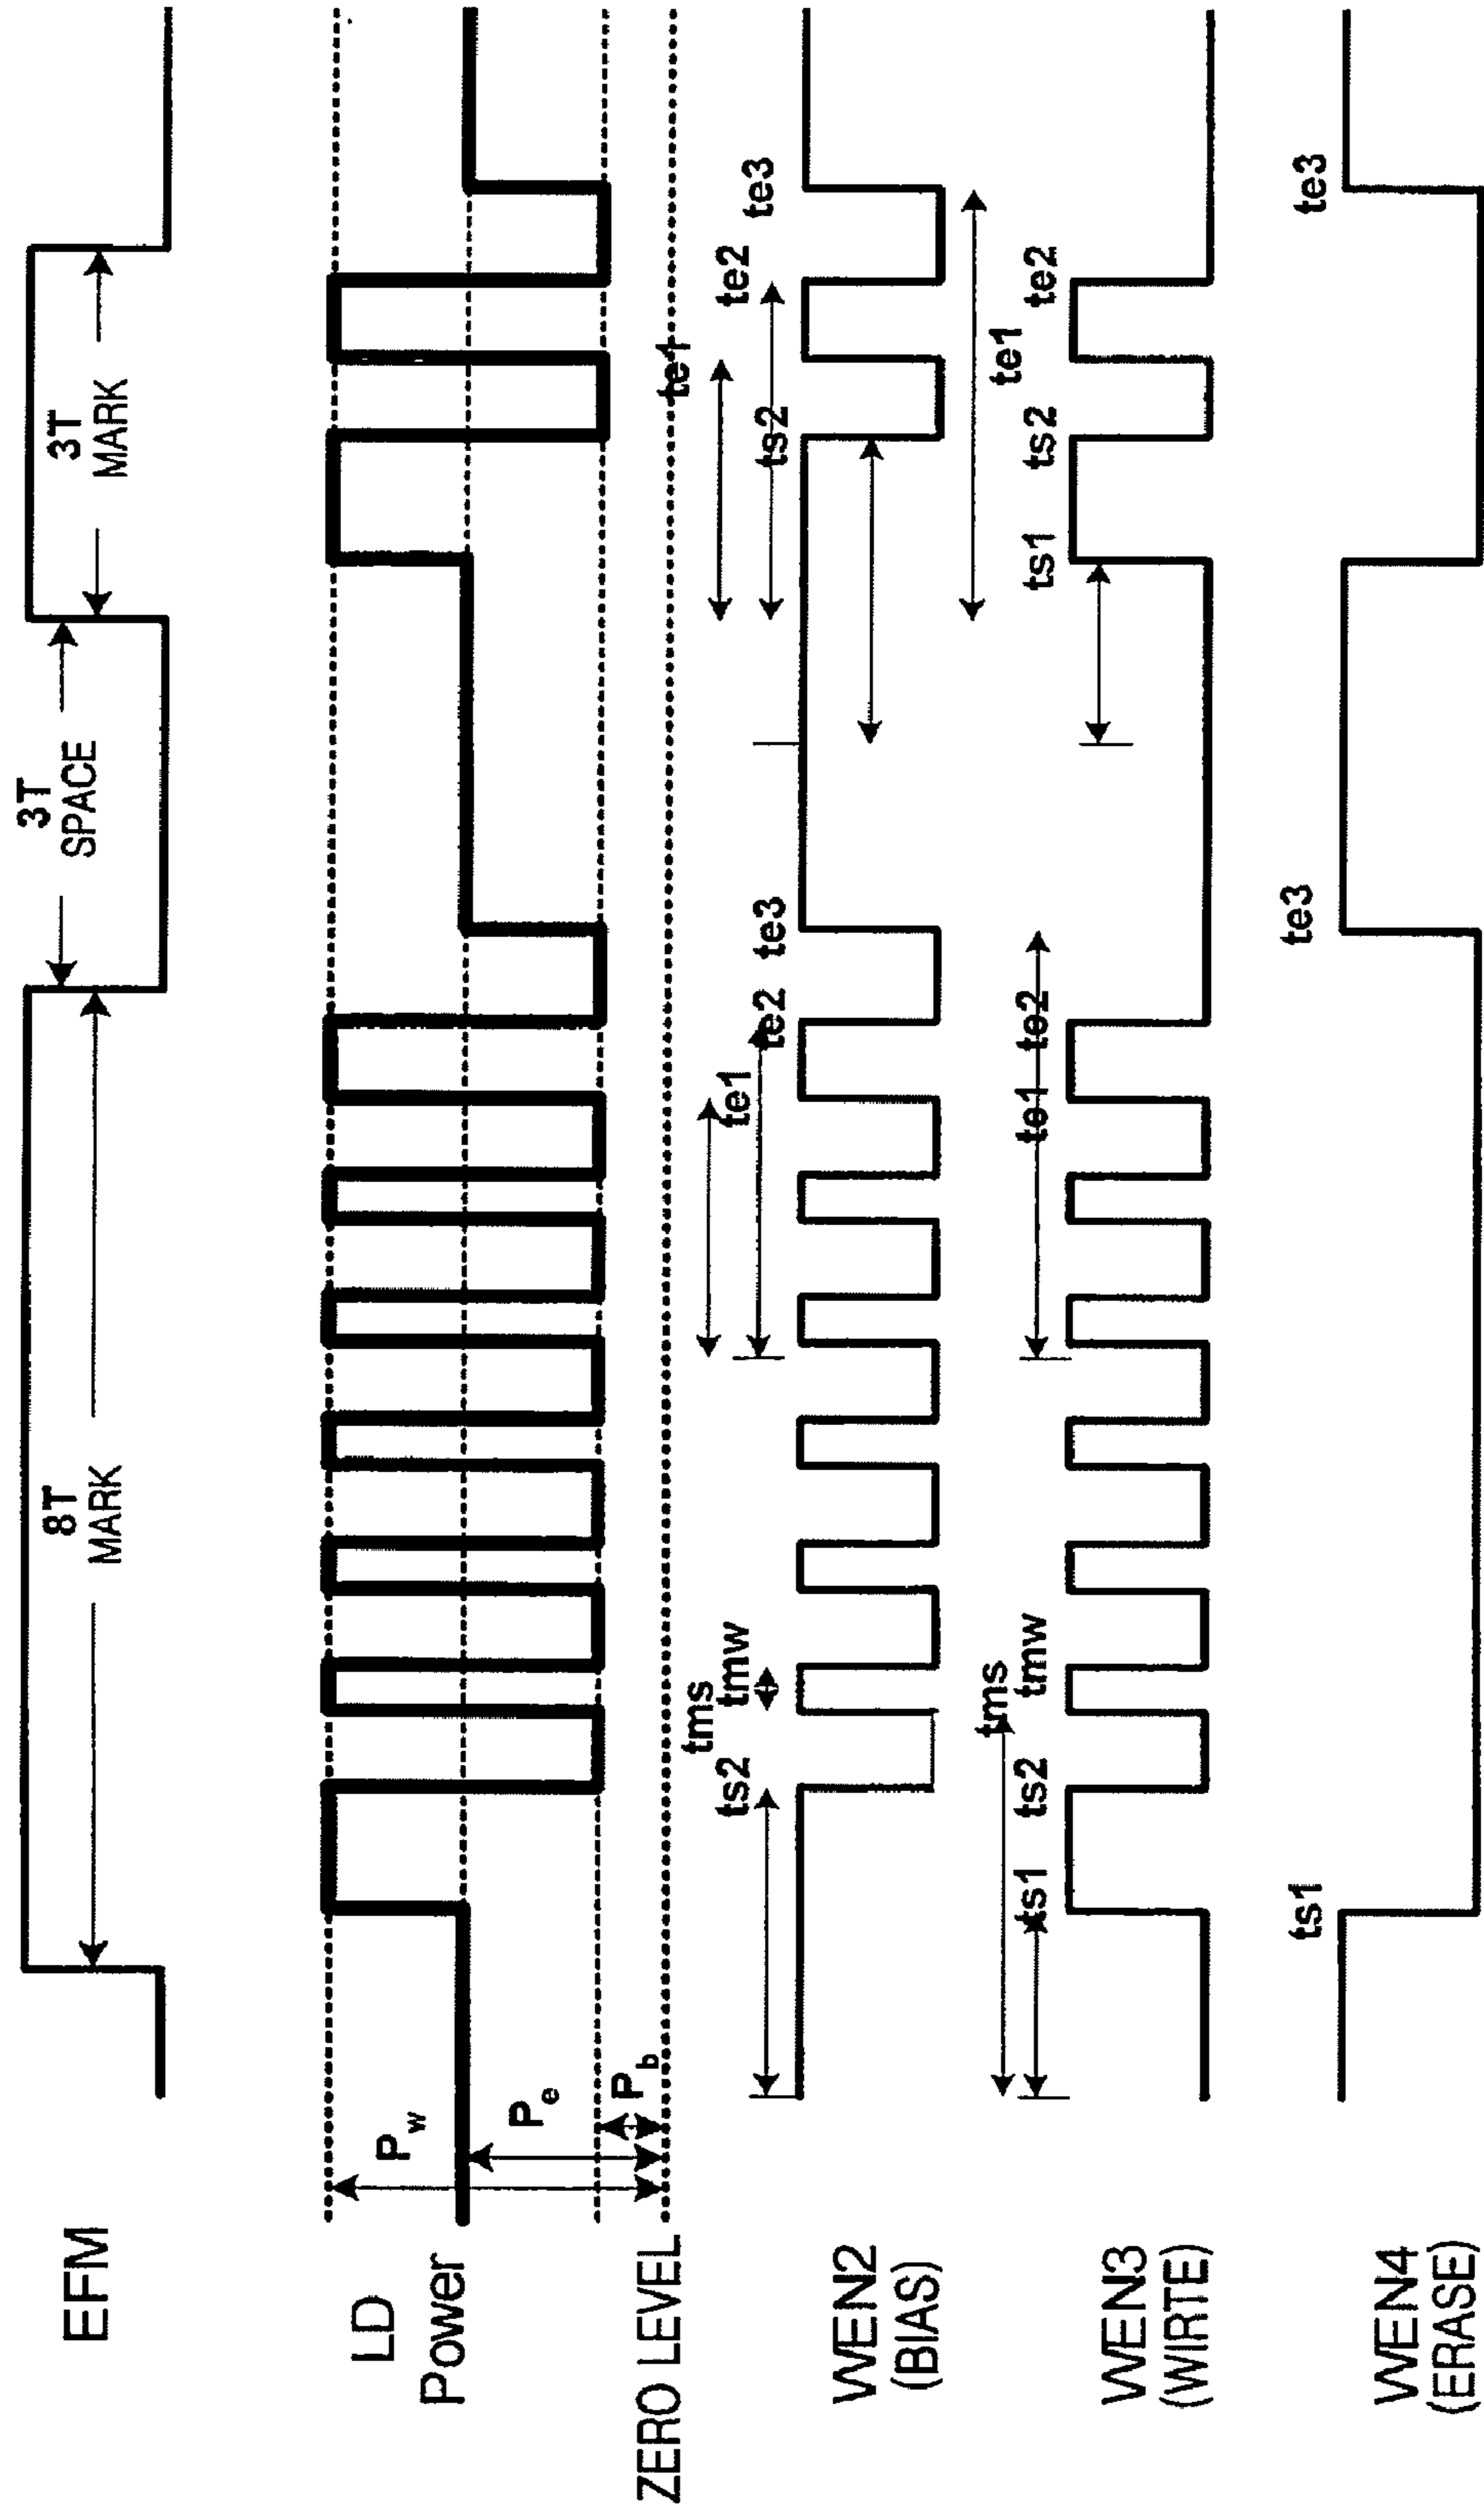 EFM
8T
MARK
3T
SPACE
3T
MARK
LD
Power
Pw
Pe
Pb
ZERO LEVEL
WEN2
(BIAS)
ts2
tms
tmw
te1
te2
te3
ts2
te1
te2
te3
WEN3
(WIRTE)
ts1
ts2
tms
tmw
te1
te2
ts1
ts2
te1
te2
WEN4
(ERASE)
ts1
te3
te3